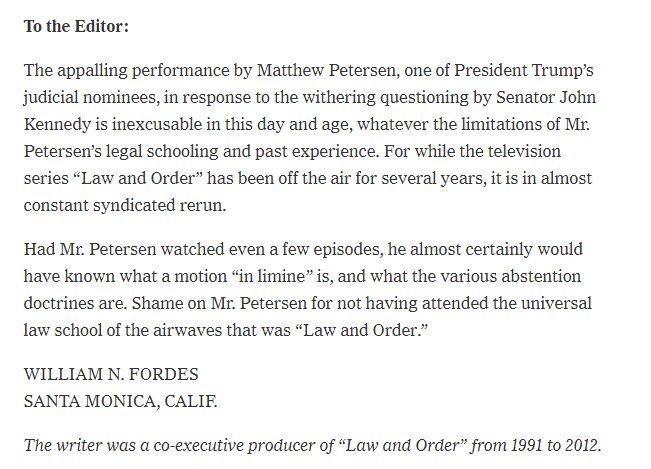 To the Editor:
The appalling performance by Matthew Petersen, one of President Trump’s
judicial nominees, in response to the withering questioning by Senator John
Kennedy is inexcusable in this day and age, whatever the limitations of Mr.
Petersen’s legal schooling and past experience. For while the television
series “Law and Order” has been off the air for several years, it is in almost
constant syndicated rerun.
Had Mr. Petersen watched even a few episodes, he almost certainly would
have known what a motion “in limine” is, and what the various abstention
doctrines are. Shame on Mr. Petersen for not having attended the universal
law school of the airwaves that was “Law and Order.”
WILLIAM N. FORDES
SANTA MONICA, CALIF.
The writer was a co-executive producer of “Law and Order” from 1991 to 2012.